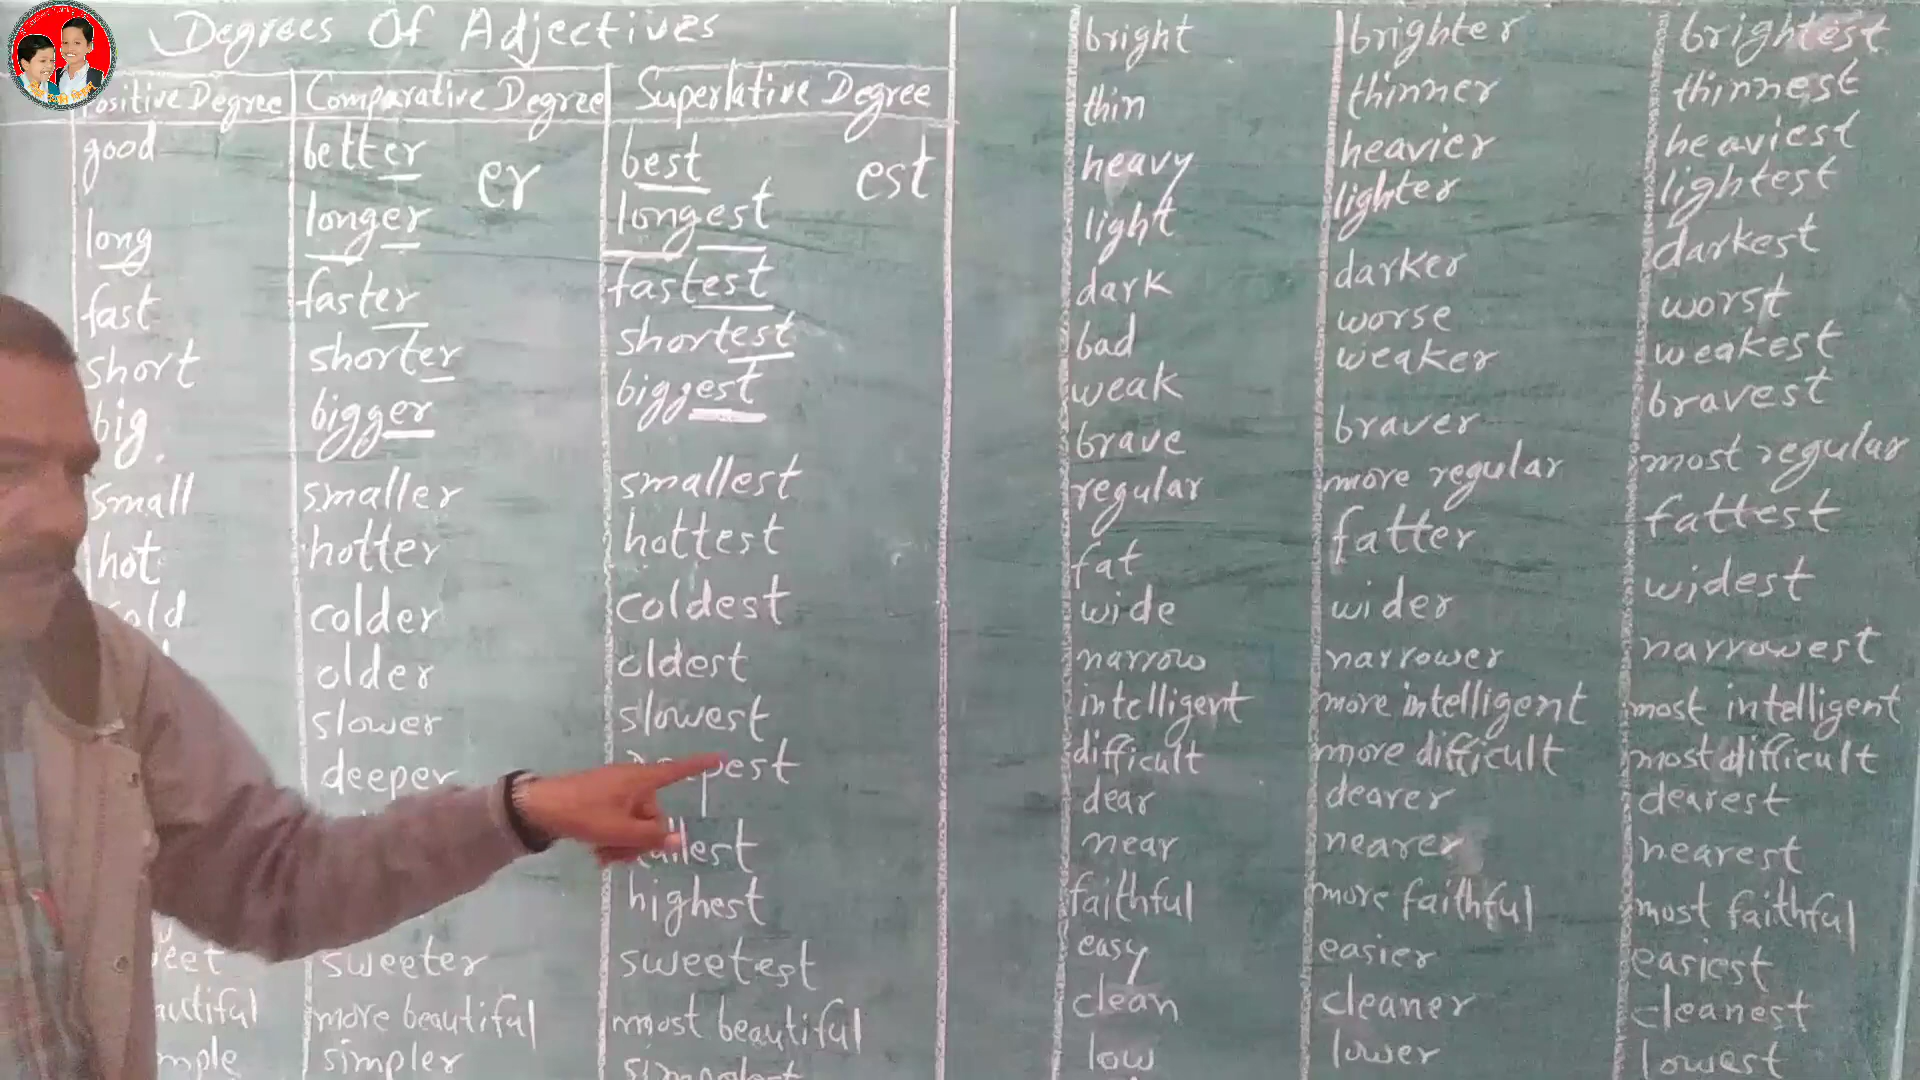 Degrees Of Adjectives
Positive Degree Comparative Degree Superlative Degree
good better er best est
long longer longest
fast faster fastest
short shorter shortest
big. bigger biggest
small smaller smallest
hot hotter hottest
colder coldest
older oldest
slower slowest
deeper
highest
sweeter sweetest
more beautiful most beautiful
simpler
bright brighter brightest
thin thinner thinnest
heavy heavier heaviest
light lighter lightest
dark darker darkest
bad worse worst
weak weaker weakest
brave braver bravest
regular more regular most regular
fat fatter fattest
wide wider widest
narrow narrower narrowest
intelligent more intelligent most intelligent
difficult more difficult most difficult
dear dearer dearest
near nearer nearest
faithful more faithful most faithful
easy easier easiest
clean cleaner cleanest
low lower lowest